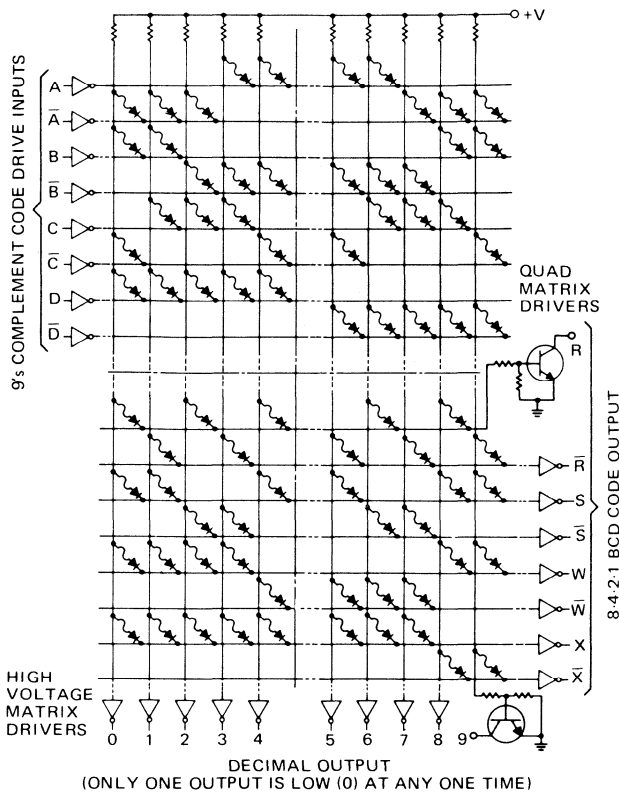 +V
9's COMPLEMENT CODE DRIVE INPUTS
A
A̅
B
B̅
C
C̅
D
D̅
QUAD
MATRIX
DRIVERS
R
R̅
S
S̅
W
W̅
X
X̅
8·4·2·1 BCD CODE OUTPUT
HIGH
VOLTAGE
MATRIX
DRIVERS
0 1 2 3 4 5 6 7 8 9
DECIMAL OUTPUT
(ONLY ONE OUTPUT IS LOW (0) AT ANY ONE TIME)